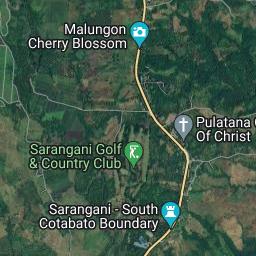 Malungon
Cherry Blossom
Pulatana C
Of Christ
Sarangani Golf
& Country Club
Sarangani - South
Cotabato Boundary